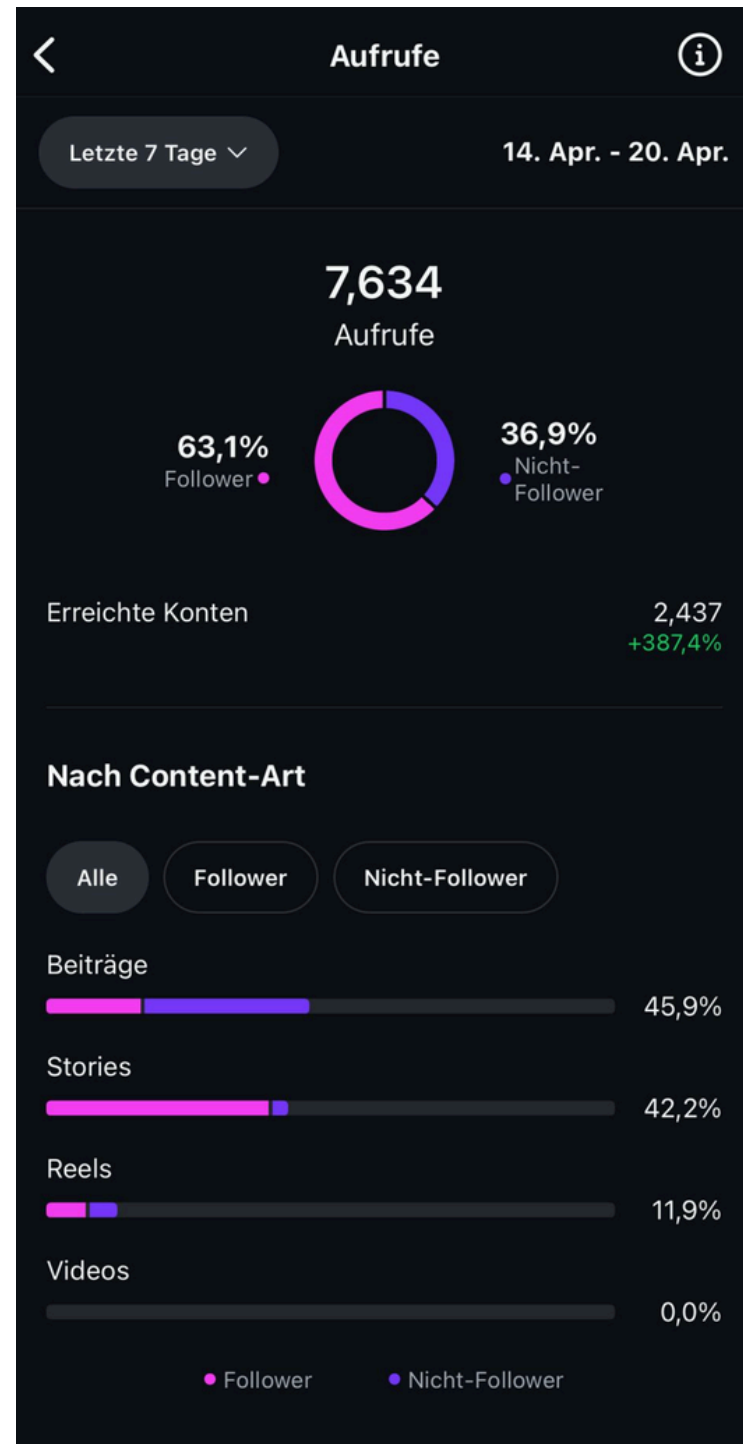 Aufrufe
Letzte 7 Tage
14. Apr. - 20. Apr.
7,634
Aufrufe
63,1%
Follower
36,9%
Nicht-
Follower
Erreichte Konten
2,437
+387,4%
Nach Content-Art
Alle
Follower
Nicht-Follower
Beiträge
45,9%
Stories
42,2%
Reels
11,9%
Videos
0,0%
Follower
Nicht-Follower